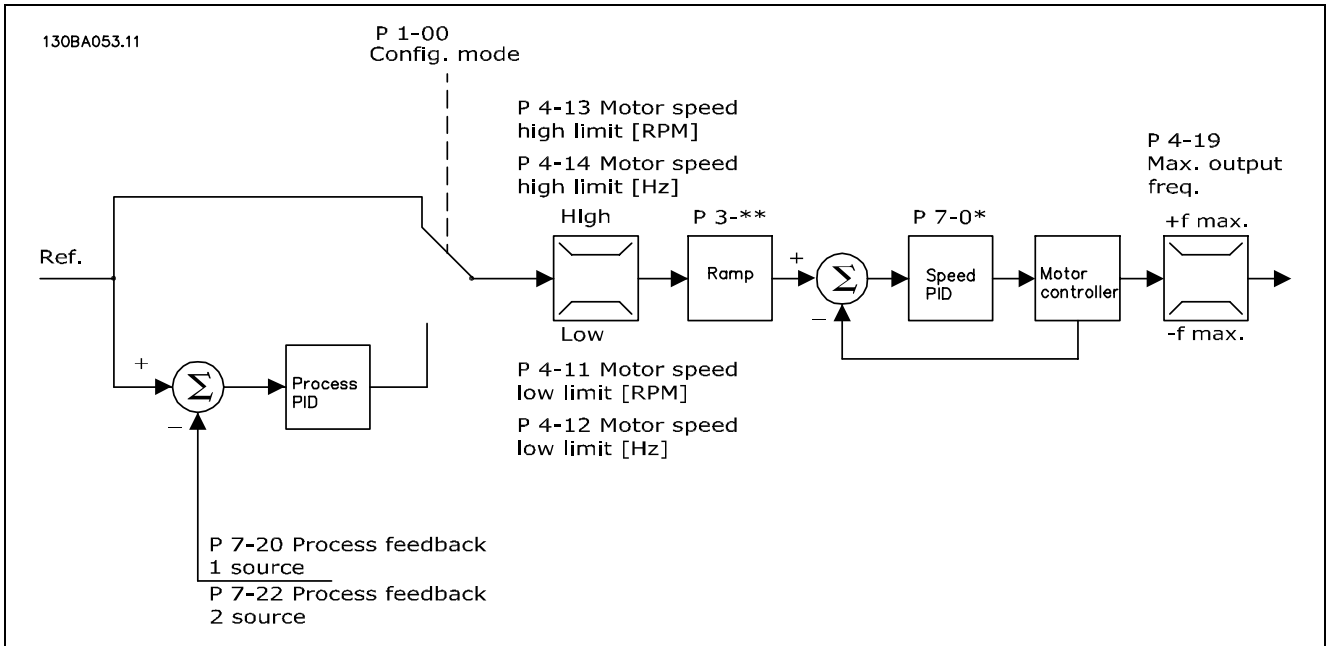 130BA053.11
P 1-00
Config. mode
P 4-13 Motor speed
high limit [RPM]
P 4-14 Motor speed
high limit [Hz]
P 4-19
Max. output
freq.
HIgh
P 3-**
P 7-0*
+f max.
Ref.
Ramp
+
Σ
−
Speed
PID
Motor
controller
Low
-f max.
+
Σ
−
Process
PID
P 4-11 Motor speed
low limit [RPM]
P 4-12 Motor speed
low limit [Hz]
P 7-20 Process feedback
1 source
P 7-22 Process feedback
2 source